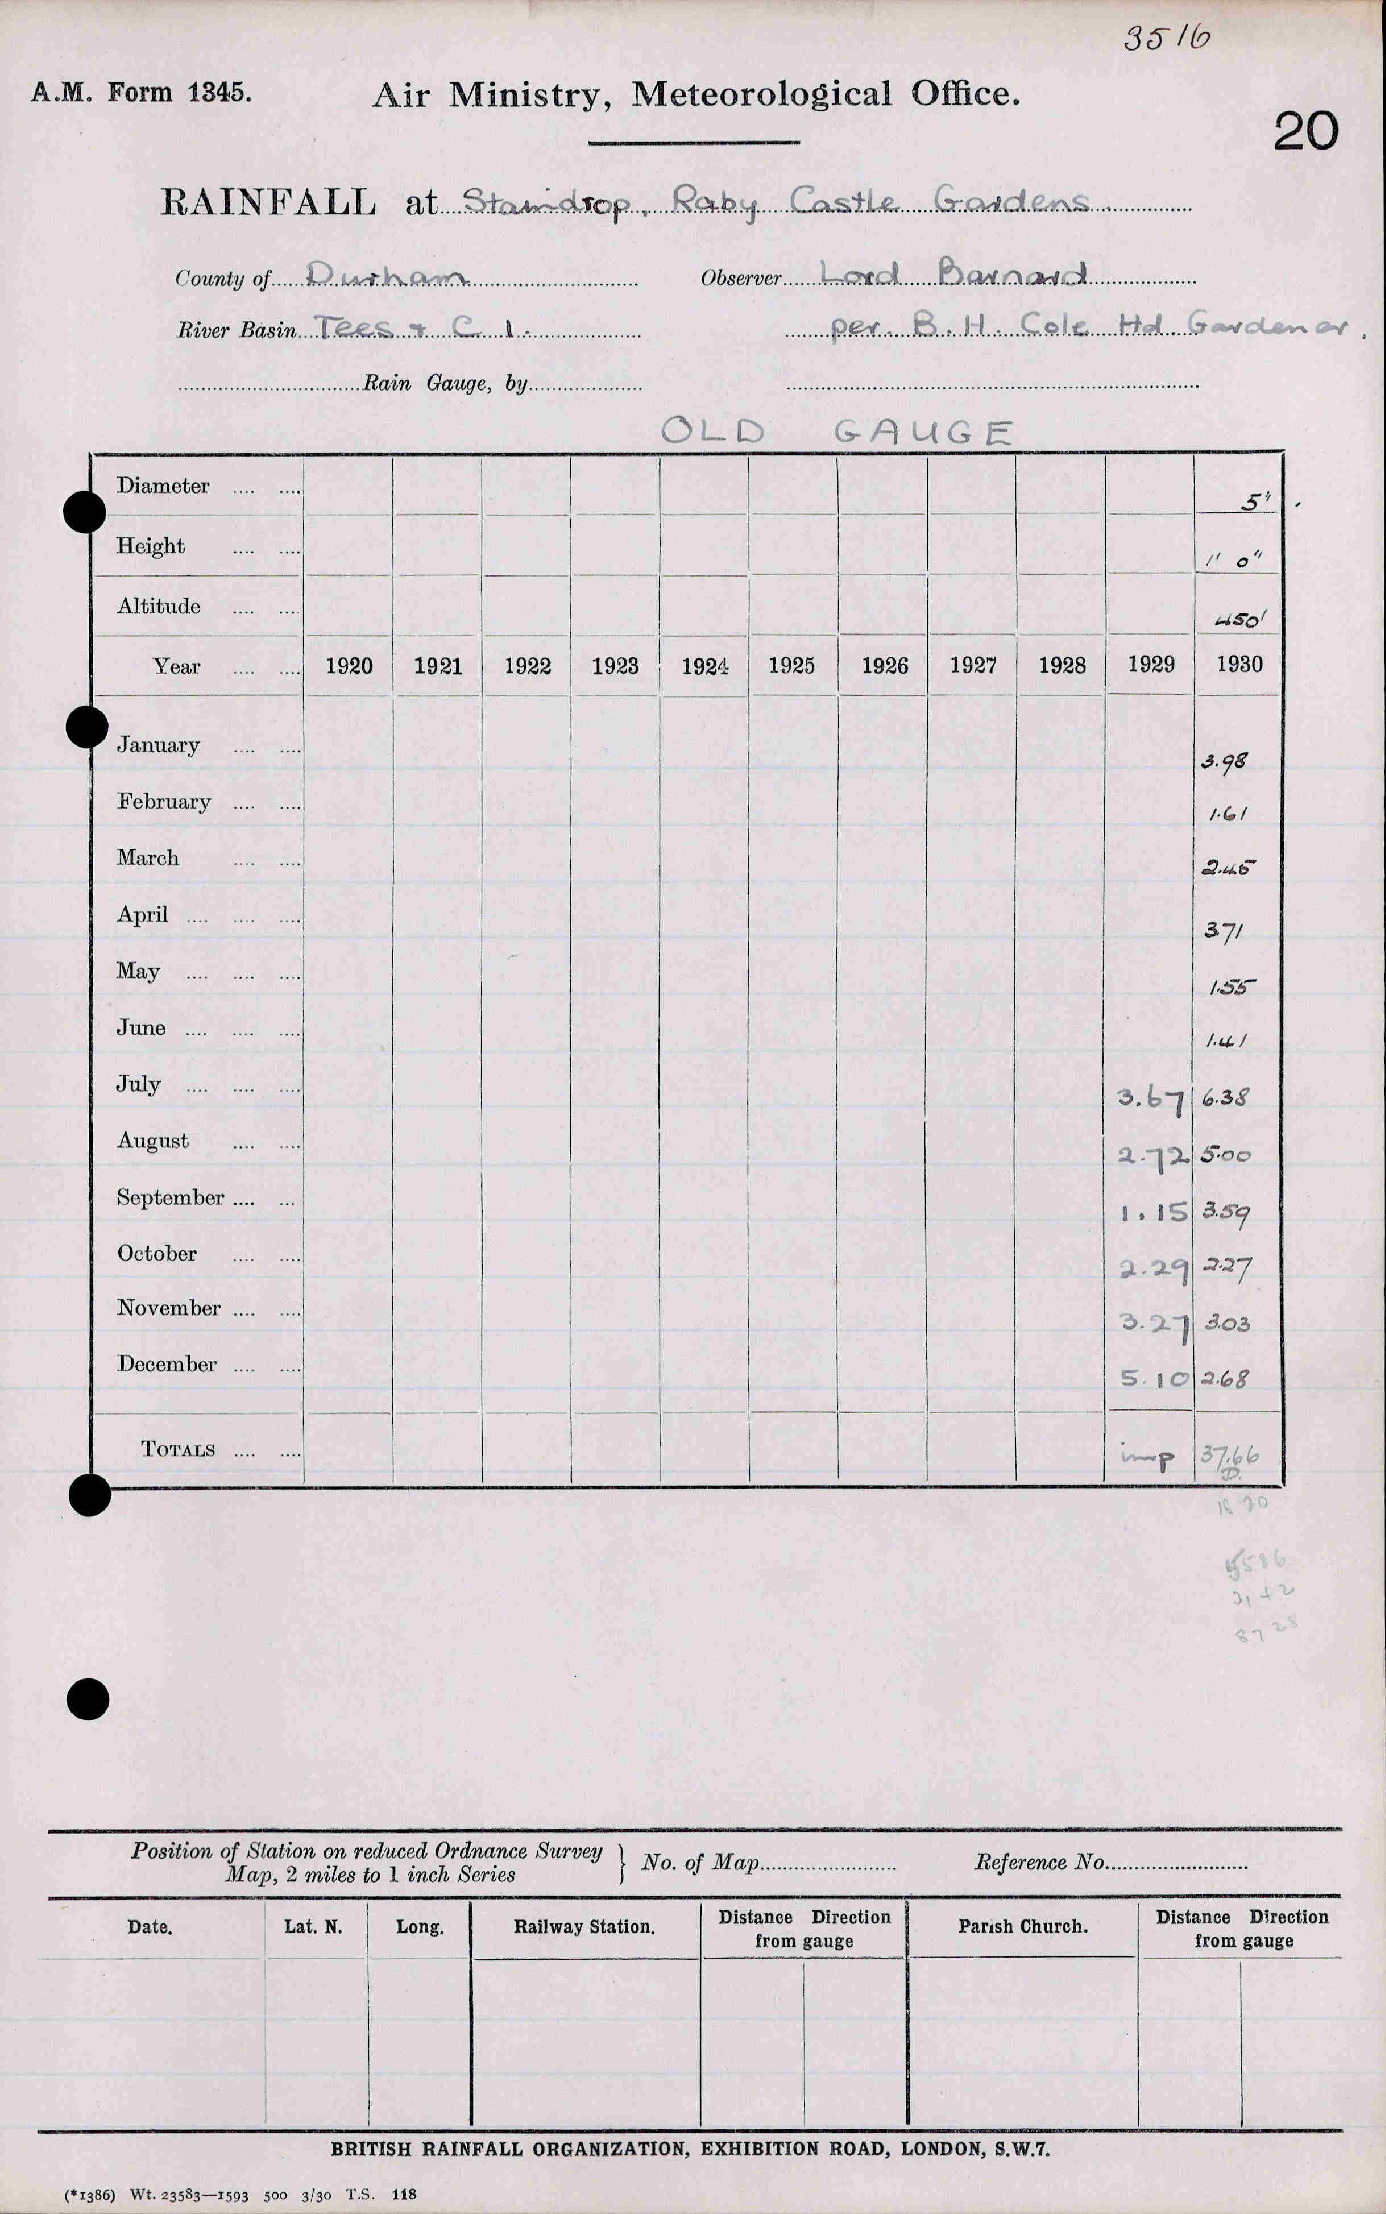 3516
A.M. Form 1345. Air Ministry, Meteorological Office.
20
RAINFALL at Staindrop, Raby Castle Gardens.
County of Durham Observer Lord Barnard
River Basin Tees + C. 1. per. B. H. Cole Hd. Gardener.
Rain Gauge, by
OLD GAUGE
Diameter 5"
Height 1' 0"
Altitude 450'
Year 1920 1921 1922 1923 1924 1925 1926 1927 1928 1929 1930
January 3.98
February 1.61
March 2.45
April 3.71
May 1.55
June 1.41
July 3.67 6.38
August 2.72 5.00
September 1.15 3.59
October 2.29 2.27
November 3.27 3.03
December 5.10 2.68
TOTALS imp 37.66
D.
Position of Station on reduced Ordnance Survey
Map, 2 miles to 1 inch Series } No. of Map Reference No.
Date. Lat. N. Long. Railway Station. Distance Direction from gauge Parish Church. Distance Direction from gauge
BRITISH RAINFALL ORGANIZATION, EXHIBITION ROAD, LONDON, S.W.7.
(*1386) Wt. 23583—1593 500 3/30 T.S. 118